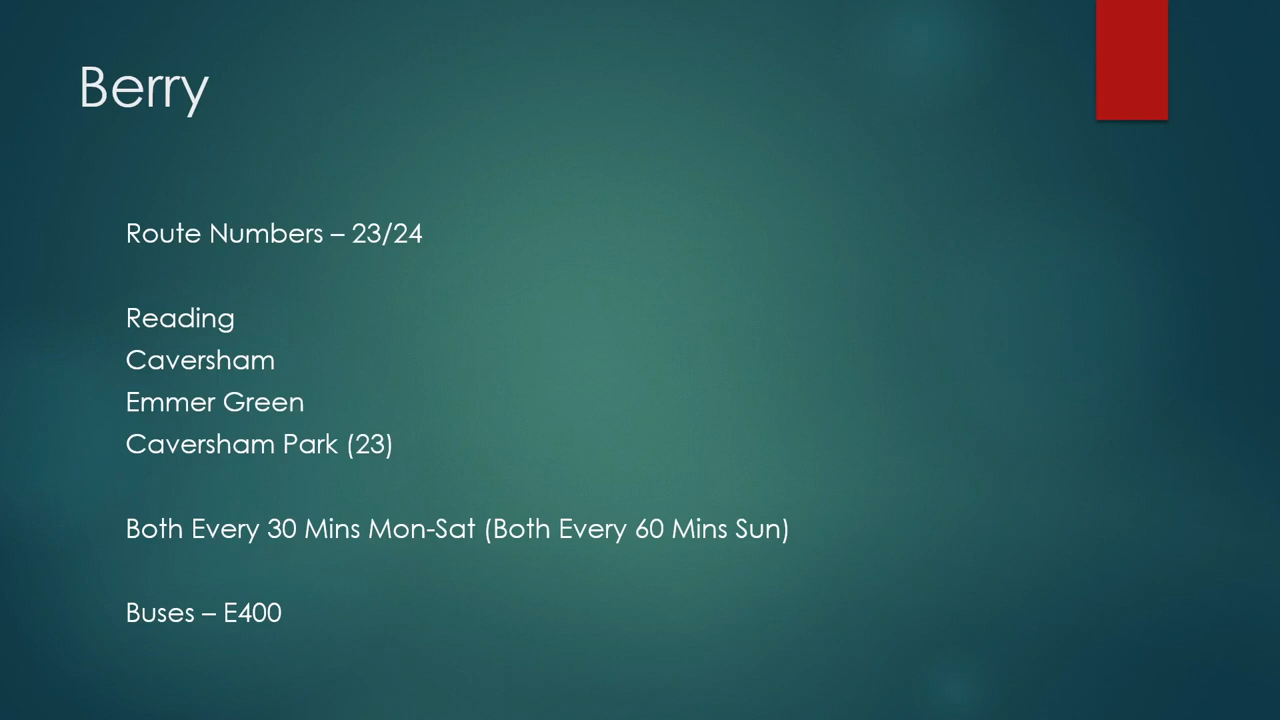 Berry
Route Numbers – 23/24
Reading
Caversham
Emmer Green
Caversham Park (23)
Both Every 30 Mins Mon-Sat (Both Every 60 Mins Sun)
Buses – E400